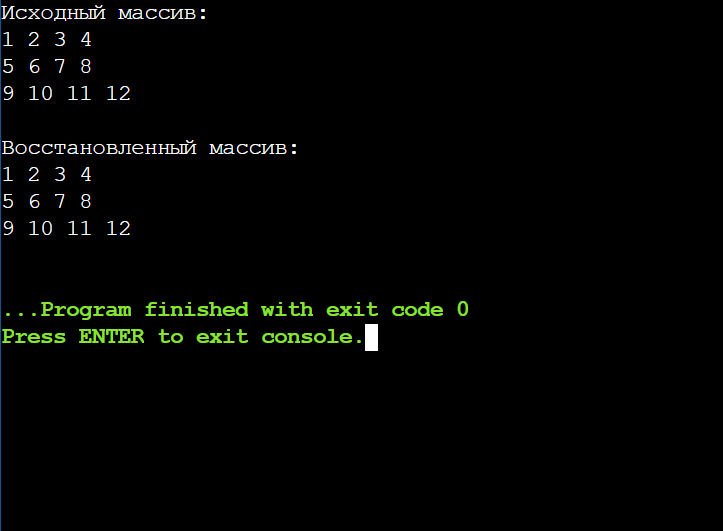 Исходный массив:
1 2 3 4
5 6 7 8
9 10 11 12
Восстановленный массив:
1 2 3 4
5 6 7 8
9 10 11 12
...Program finished with exit code 0
Press ENTER to exit console.